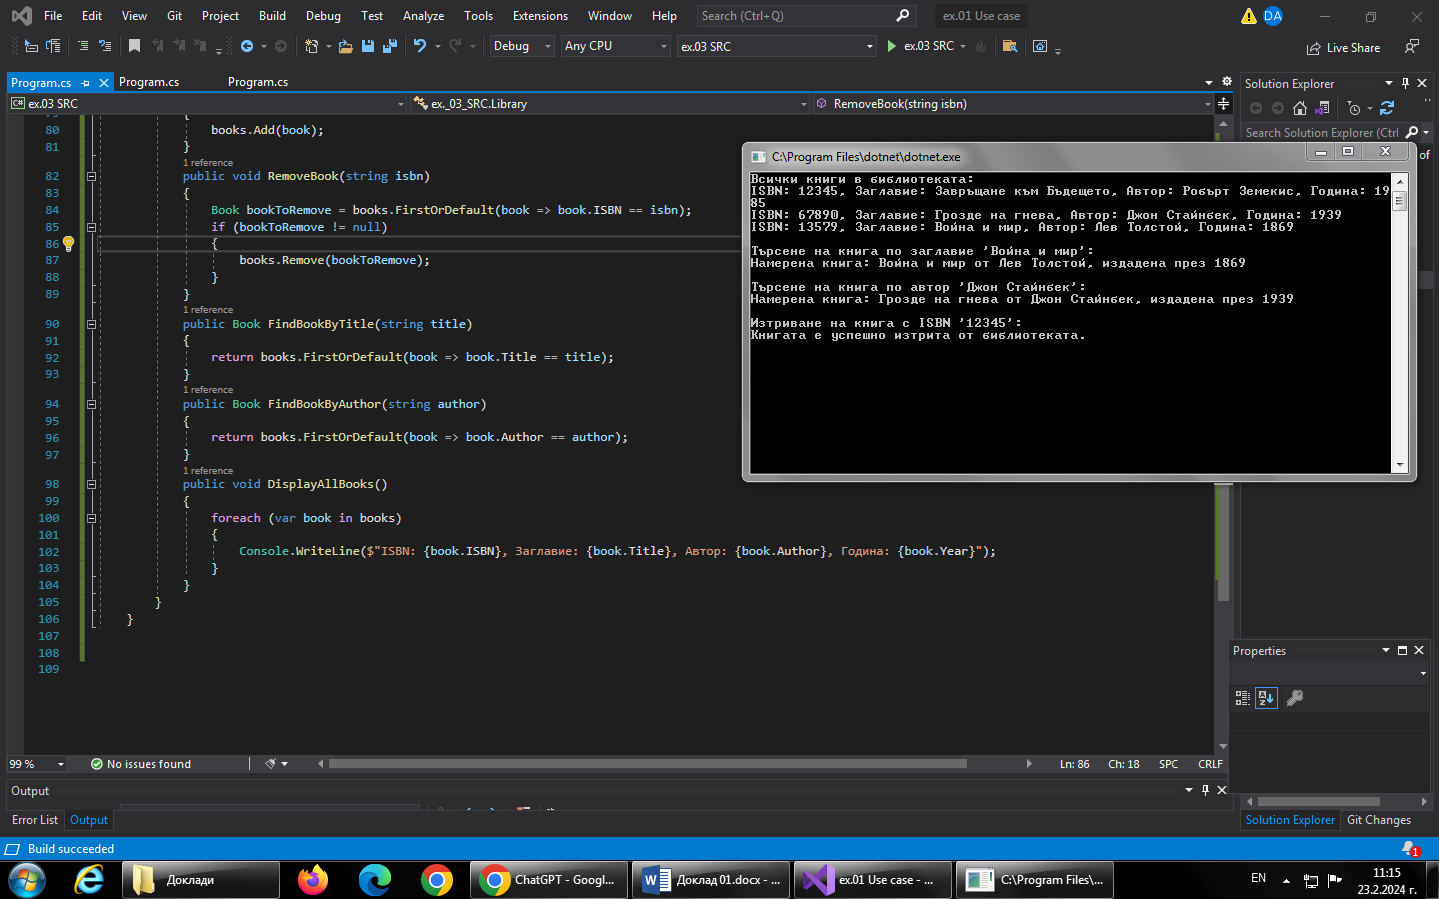 File Edit View Git Project Build Debug Test Analyze Tools Extensions Window Help Search (Ctrl+Q) ex.01 Use case DA
Debug Any CPU ex.03 SRC ex.03 SRC Live Share
Program.cs Program.cs Program.cs
ex.03 SRC ex._03_SRC.Library RemoveBook(string isbn)
{
80 books.Add(book);
81 }
1 reference
82 public void RemoveBook(string isbn)
83 {
84 Book bookToRemove = books.FirstOrDefault(book => book.ISBN == isbn);
85 if (bookToRemove != null)
86 {
87 books.Remove(bookToRemove);
88 }
89 }
1 reference
90 public Book FindBookByTitle(string title)
91 {
92 return books.FirstOrDefault(book => book.Title == title);
93 }
1 reference
94 public Book FindBookByAuthor(string author)
95 {
96 return books.FirstOrDefault(book => book.Author == author);
97 }
1 reference
98 public void DisplayAllBooks()
99 {
100 foreach (var book in books)
101 {
102 Console.WriteLine($"ISBN: {book.ISBN}, Заглавие: {book.Title}, Автор: {book.Author}, Година: {book.Year}");
103 }
104 }
105 }
106 }
107
108
109
99 % No issues found Ln: 86 Ch: 18 SPC CRLF
Output
Error List Output
Build succeeded
C:\Program Files\dotnet\dotnet.exe
Всички книги в библиотеката:
ISBN: 12345, Заглавие: Завръщане към Бъдещето, Автор: Робърт Земекис, Година: 19
85
ISBN: 67890, Заглавие: Грозде на гнева, Автор: Джон Стайнбек, Година: 1939
ISBN: 13579, Заглавие: Война и мир, Автор: Лев Толстой, Година: 1869
Търсене на книга по заглавие 'Война и мир':
Намерена книга: Война и мир от Лев Толстой, издадена през 1869
Търсене на книга по автор 'Джон Стайнбек':
Намерена книга: Грозде на гнева от Джон Стайнбек, издадена през 1939
Изтриване на книга с ISBN '12345':
Книгата е успешно изтрита от библиотеката.
Solution Explorer
Search Solution Explorer (Ctrl
of
Properties
Solution Explorer Git Changes
1
Доклади ChatGPT - Googl... Доклад 01.docx - ... ex.01 Use case - ... C:\Program Files\... EN 11:15
23.2.2024 г.